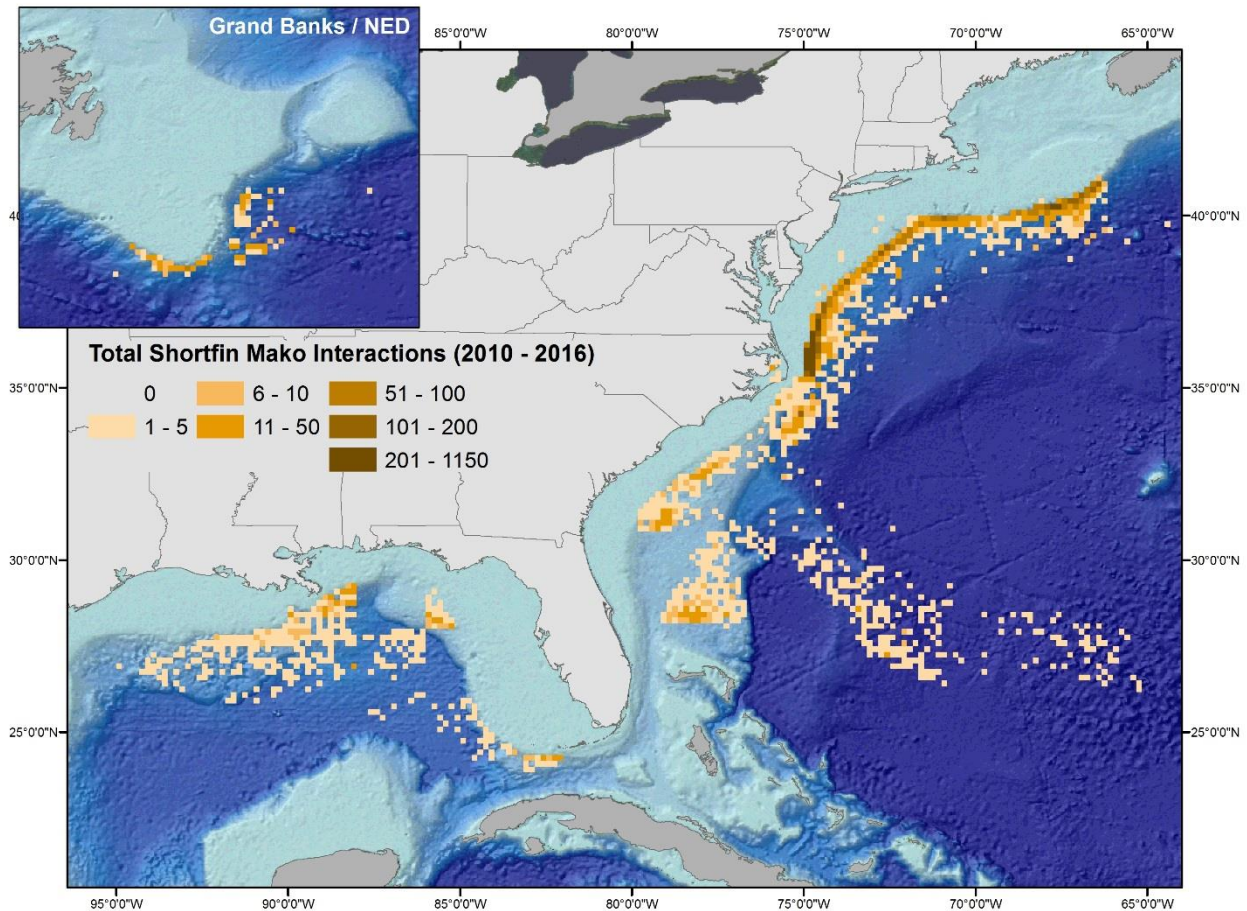 Grand Banks / NED
85°0'0"W 80°0'0"W 75°0'0"W 70°0'0"W 65°0'0"W
40°0'0"N
Total Shortfin Mako Interactions (2010 - 2016)
0 6 - 10 51 - 100
1 - 5 11 - 50 101 - 200
201 - 1150
35°0'0"N 35°0'0"N
30°0'0"N 30°0'0"N
25°0'0"N 25°0'0"N
95°0'0"W 90°0'0"W 85°0'0"W 80°0'0"W 75°0'0"W 70°0'0"W 65°0'0"W